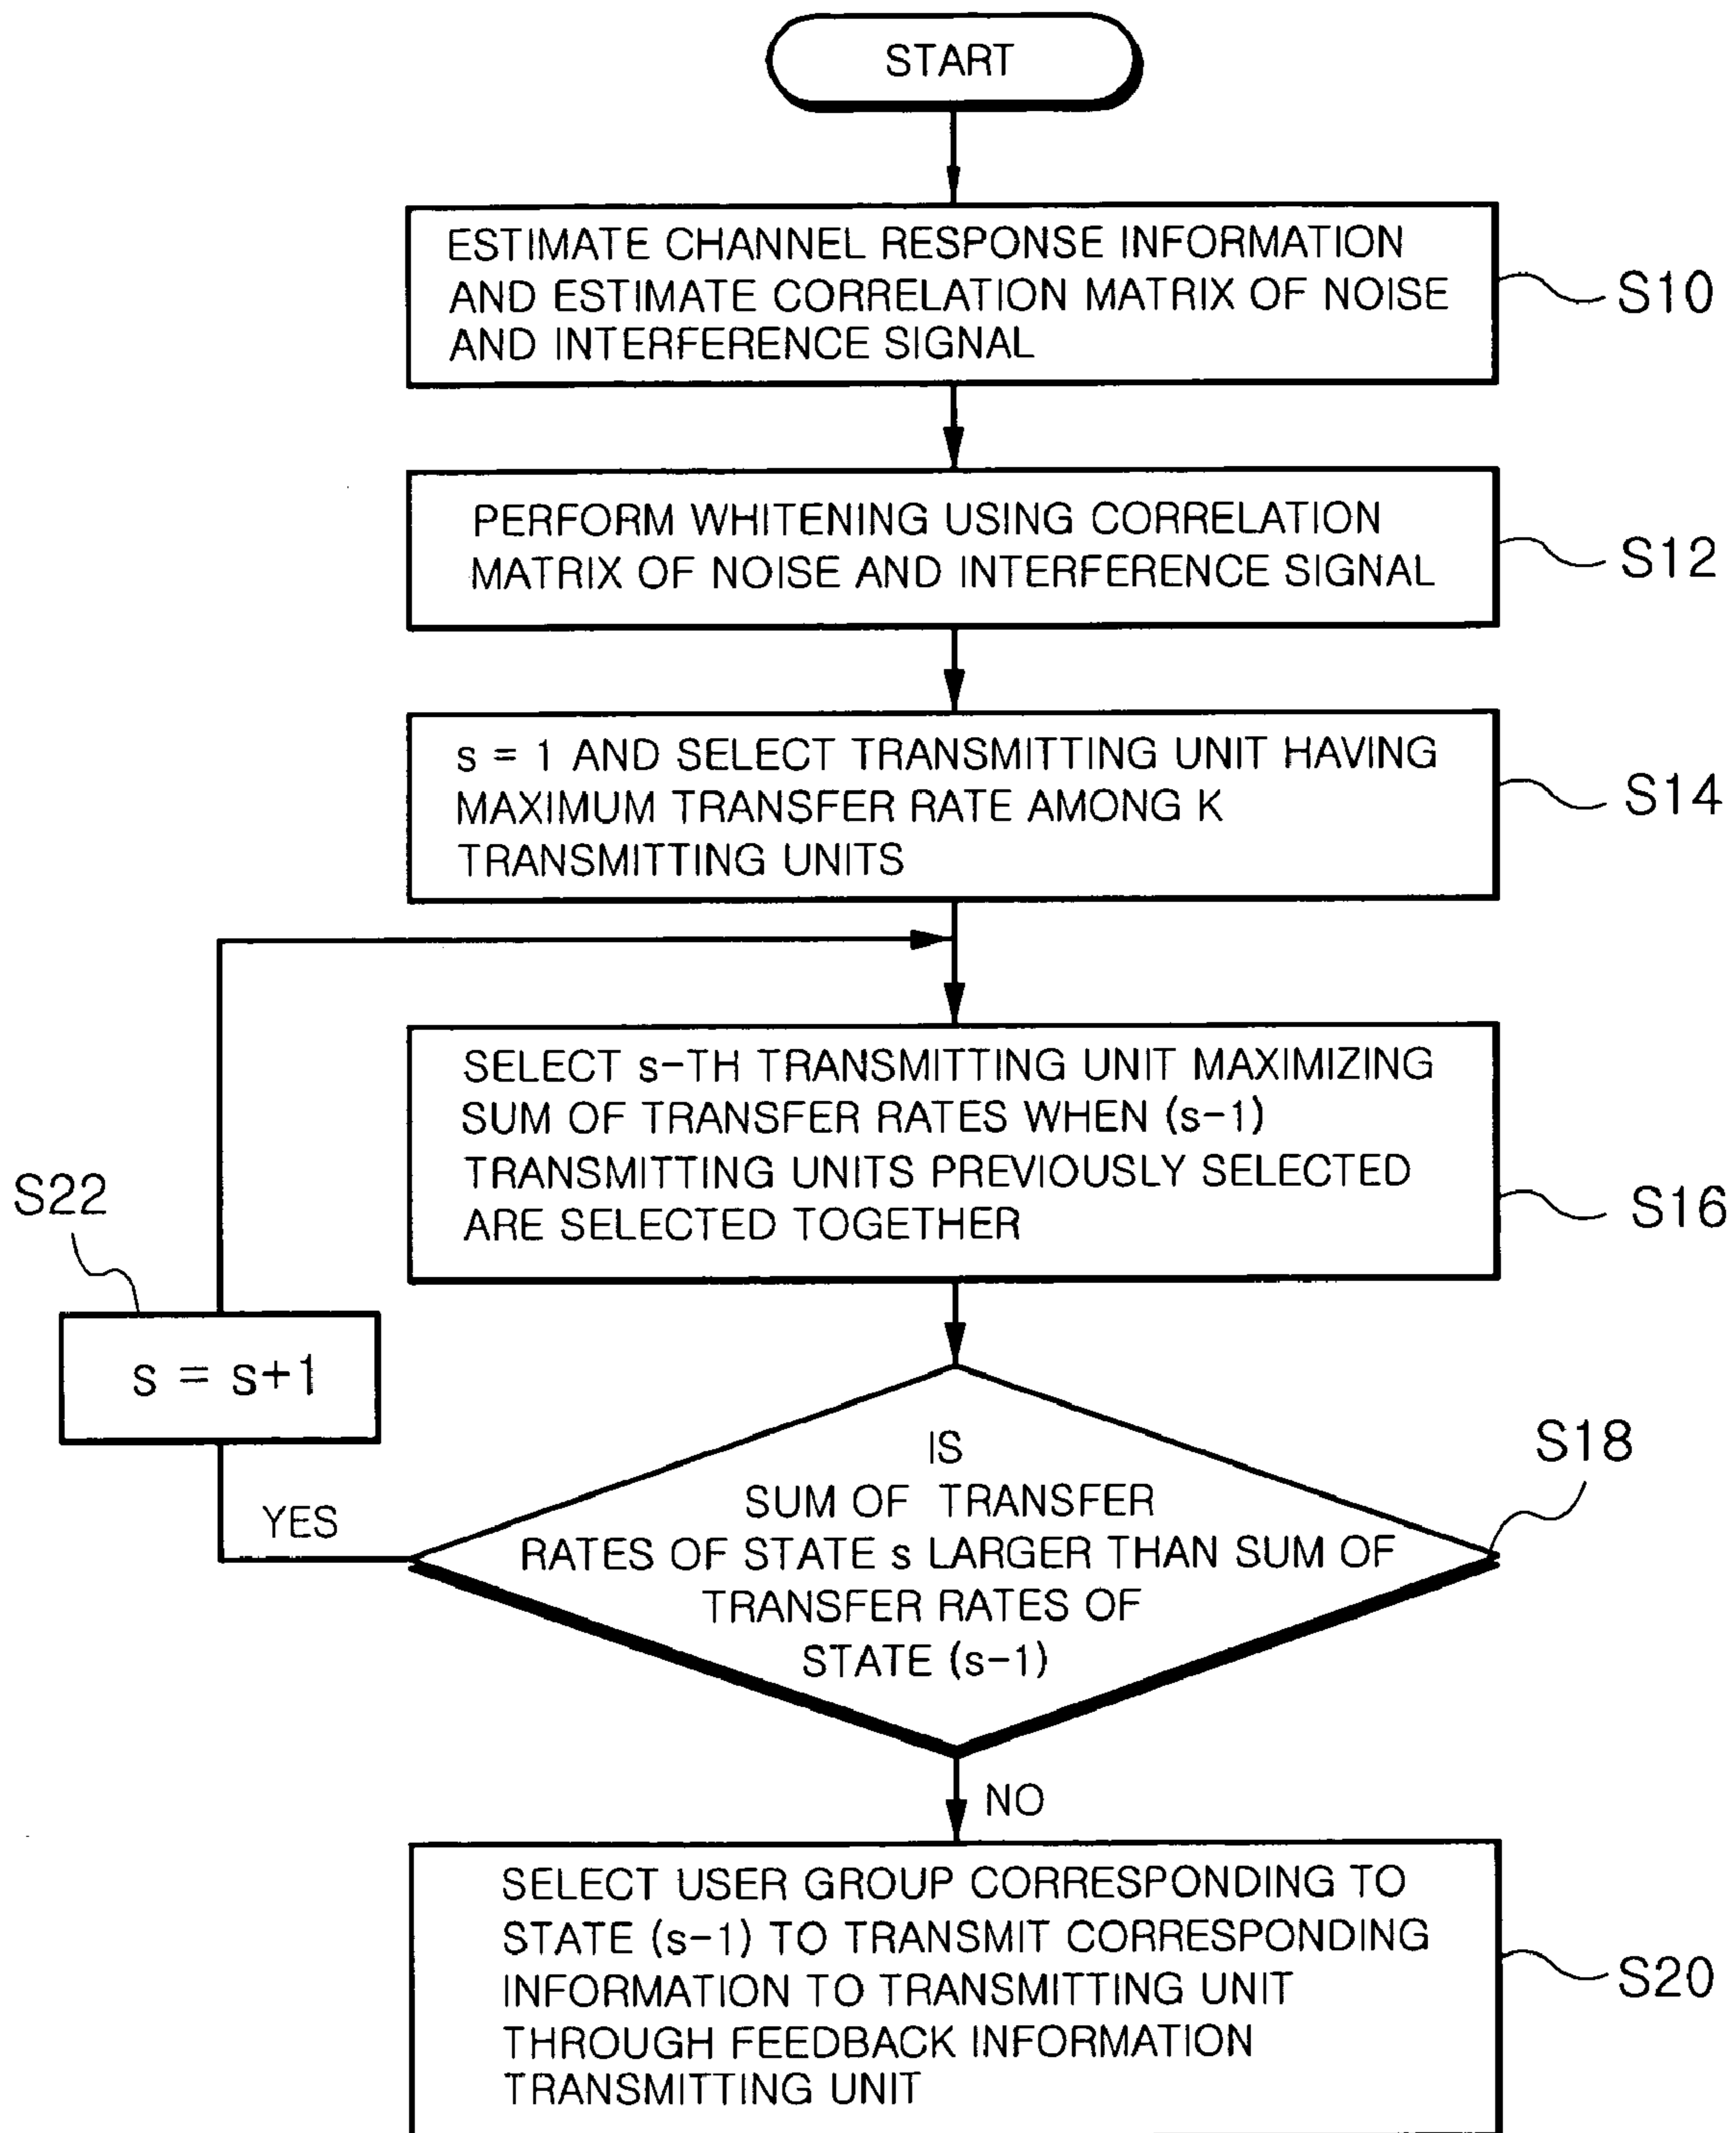 START
ESTIMATE CHANNEL RESPONSE INFORMATION
AND ESTIMATE CORRELATION MATRIX OF NOISE
AND INTERFERENCE SIGNAL
S10
PERFORM WHITENING USING CORRELATION
MATRIX OF NOISE AND INTERFERENCE SIGNAL
S12
s = 1 AND SELECT TRANSMITTING UNIT HAVING
MAXIMUM TRANSFER RATE AMONG K
TRANSMITTING UNITS
S14
SELECT s-TH TRANSMITTING UNIT MAXIMIZING
SUM OF TRANSFER RATES WHEN (s-1)
TRANSMITTING UNITS PREVIOUSLY SELECTED
ARE SELECTED TOGETHER
S16
S22
s = s+1
IS
SUM OF TRANSFER
RATES OF STATE s LARGER THAN SUM OF
TRANSFER RATES OF
STATE (s-1)
S18
YES
NO
SELECT USER GROUP CORRESPONDING TO
STATE (s-1) TO TRANSMIT CORRESPONDING
INFORMATION TO TRANSMITTING UNIT
THROUGH FEEDBACK INFORMATION
TRANSMITTING UNIT
S20